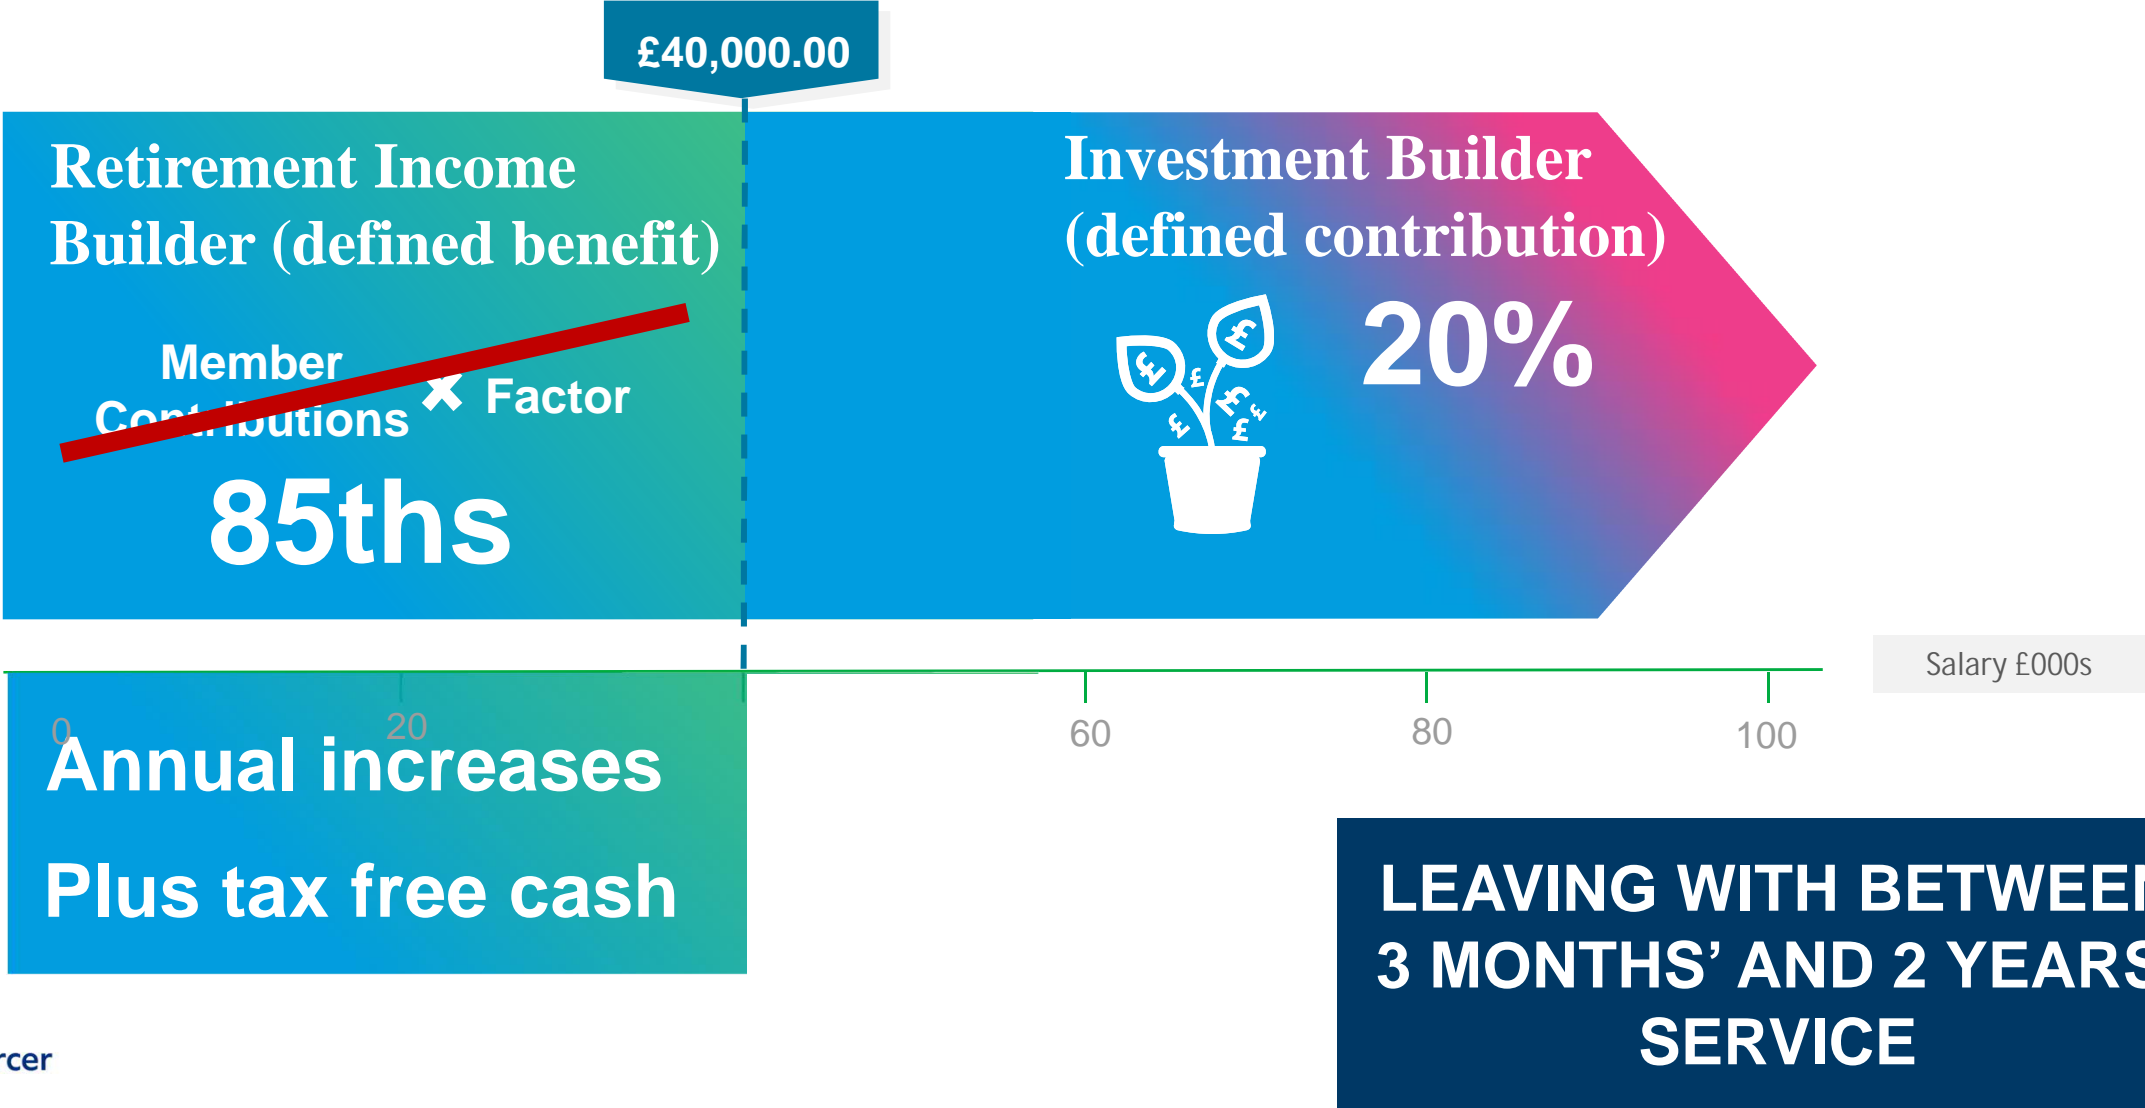 £40,000.00
Retirement Income
Builder (defined benefit)
Investment Builder
(defined contribution)
20%
Member
Contributions
Factor
85ths
£
£
£
£
£
£
£
Salary £000s
0
20
60
80
100
Annual increases
Plus tax free cash
LEAVING WITH BETWEEN
3 MONTHS’ AND 2 YEARS
SERVICE
rcer